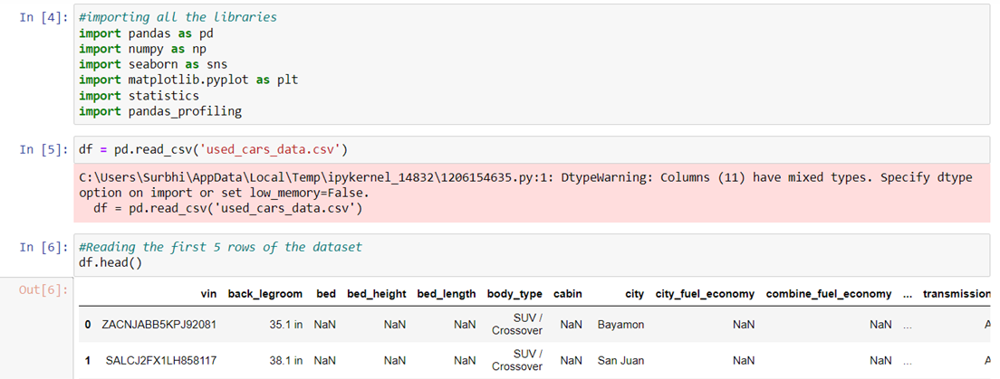 In [4]: #importing all the libraries
import pandas as pd
import numpy as np
import seaborn as sns
import matplotlib.pyplot as plt
import statistics
import pandas_profiling
In [5]: df = pd.read_csv('used_cars_data.csv')
C:\Users\Surbhi\AppData\Local\Temp\ipykernel_14832\1206154635.py:1: DtypeWarning: Columns (11) have mixed types. Specify dtype
option on import or set low_memory=False.
  df = pd.read_csv('used_cars_data.csv')
In [6]: #Reading the first 5 rows of the dataset
df.head()
Out[6]:
vin back_legroom bed bed_height bed_length body_type cabin city city_fuel_economy combine_fuel_economy ... transmission
0 ZACNJABB5KPJ92081 35.1 in NaN NaN NaN SUV / Crossover NaN Bayamon NaN NaN ... A
1 SALCJ2FX1LH858117 38.1 in NaN NaN NaN SUV / Crossover NaN San Juan NaN NaN ... A